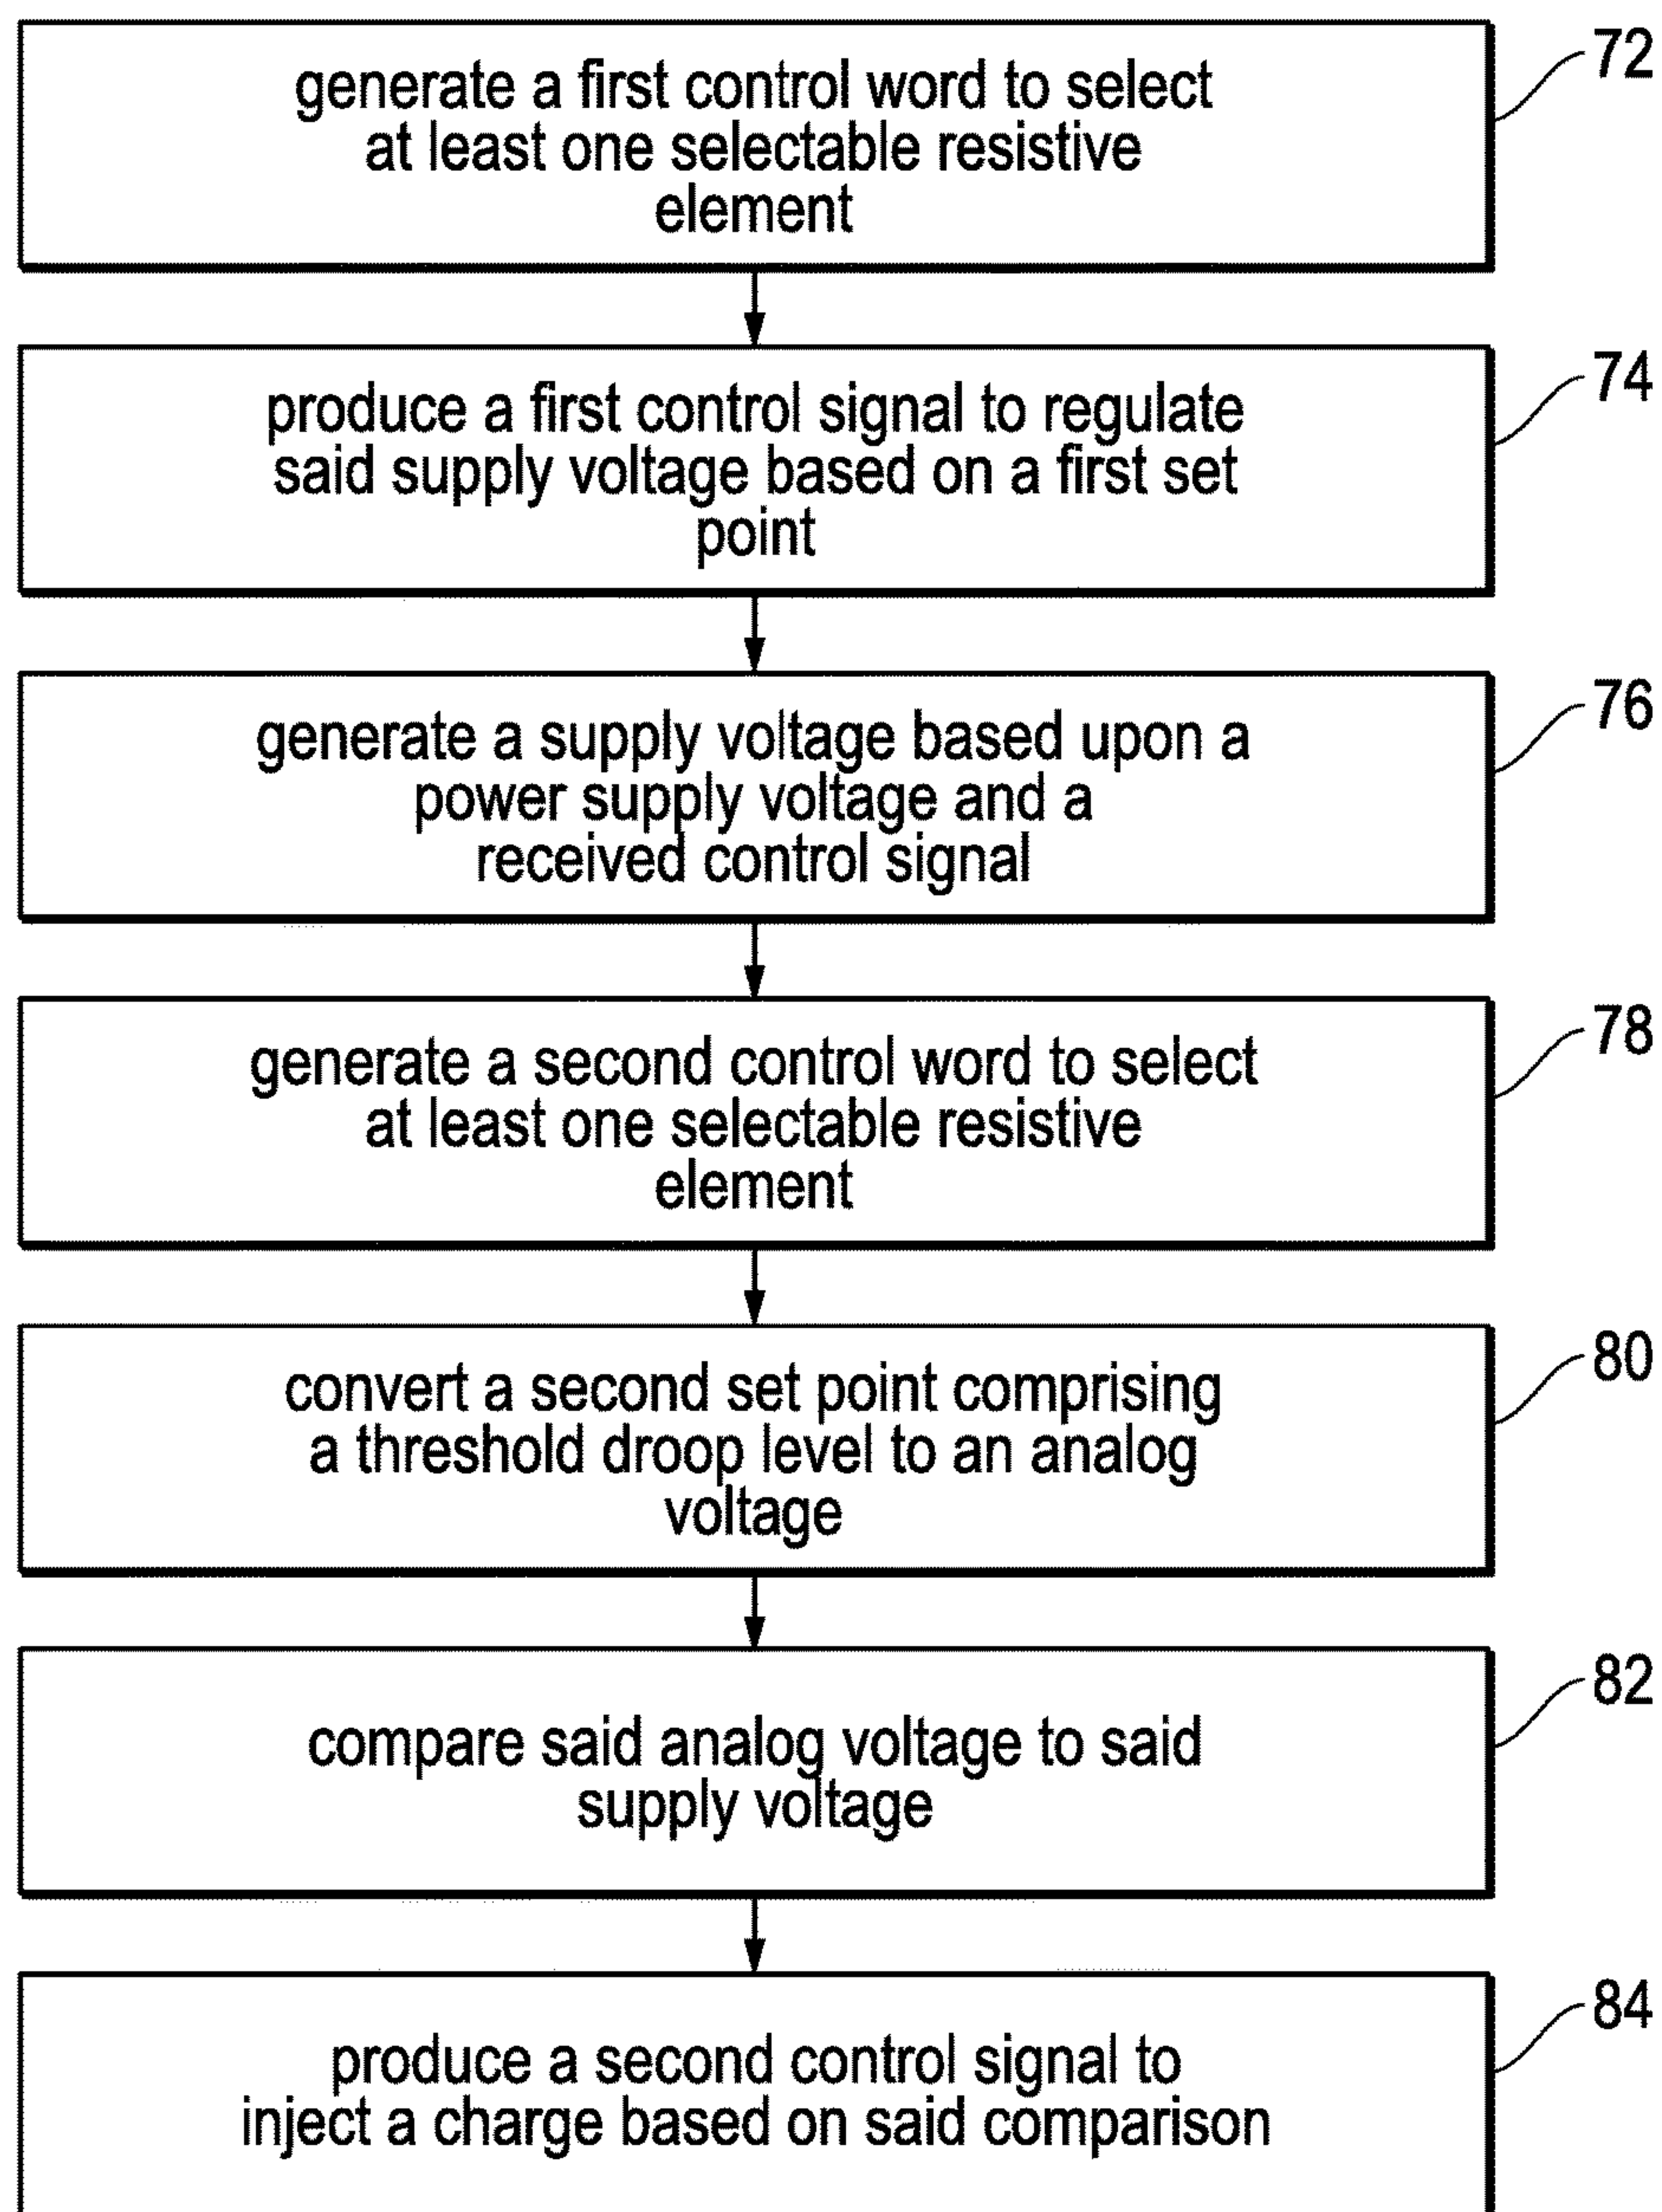 generate a first control word to select
at least one selectable resistive
element
72
produce a first control signal to regulate
said supply voltage based on a first set
point
74
generate a supply voltage based upon a
power supply voltage and a
received control signal
76
generate a second control word to select
at least one selectable resistive
element
78
convert a second set point comprising
a threshold droop level to an analog
voltage
80
compare said analog voltage to said
supply voltage
82
produce a second control signal to
inject a charge based on said comparison
84